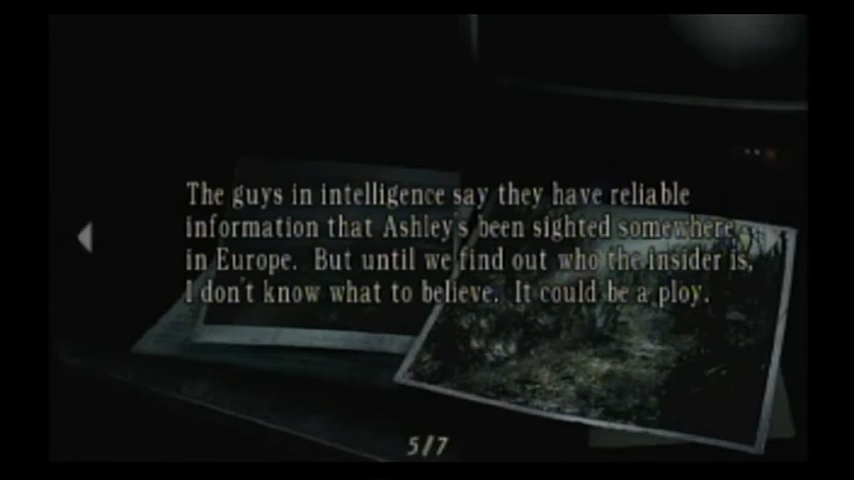 The guys in intelligence say they have reliable
information that Ashley's been sighted somewhere
in Europe.  But until we find out who the insider is,
I don't know what to believe.  It could be a ploy.
5/7